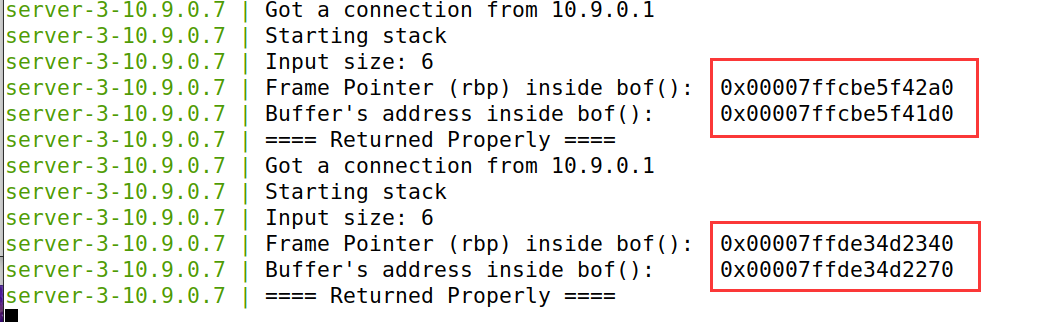 server-3-10.9.0.7 | Got a connection from 10.9.0.1
server-3-10.9.0.7 | Starting stack
server-3-10.9.0.7 | Input size: 6
server-3-10.9.0.7 | Frame Pointer (rbp) inside bof():  0x00007ffcbe5f42a0
server-3-10.9.0.7 | Buffer's address inside bof():     0x00007ffcbe5f41d0
server-3-10.9.0.7 | ==== Returned Properly ====
server-3-10.9.0.7 | Got a connection from 10.9.0.1
server-3-10.9.0.7 | Starting stack
server-3-10.9.0.7 | Input size: 6
server-3-10.9.0.7 | Frame Pointer (rbp) inside bof():  0x00007ffde34d2340
server-3-10.9.0.7 | Buffer's address inside bof():     0x00007ffde34d2270
server-3-10.9.0.7 | ==== Returned Properly ====